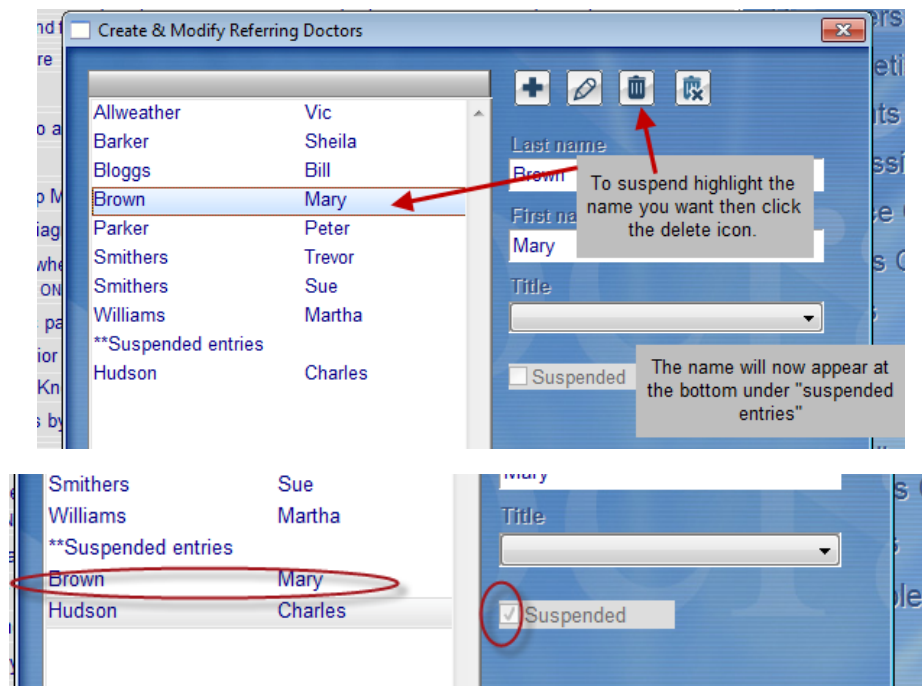 Create & Modify Referring Doctors
Allweather Vic
Barker Sheila
Bloggs Bill
Brown Mary
Parker Peter
Smithers Trevor
Smithers Sue
Williams Martha
**Suspended entries
Hudson Charles
Last name
Brown
First na
Mary
Title
Suspended
To suspend highlight the
name you want then click
the delete icon.
The name will now appear at
the bottom under "suspended
entries"
Smithers Sue
Williams Martha
**Suspended entries
Brown Mary
Hudson Charles
Mary
Title
Suspended